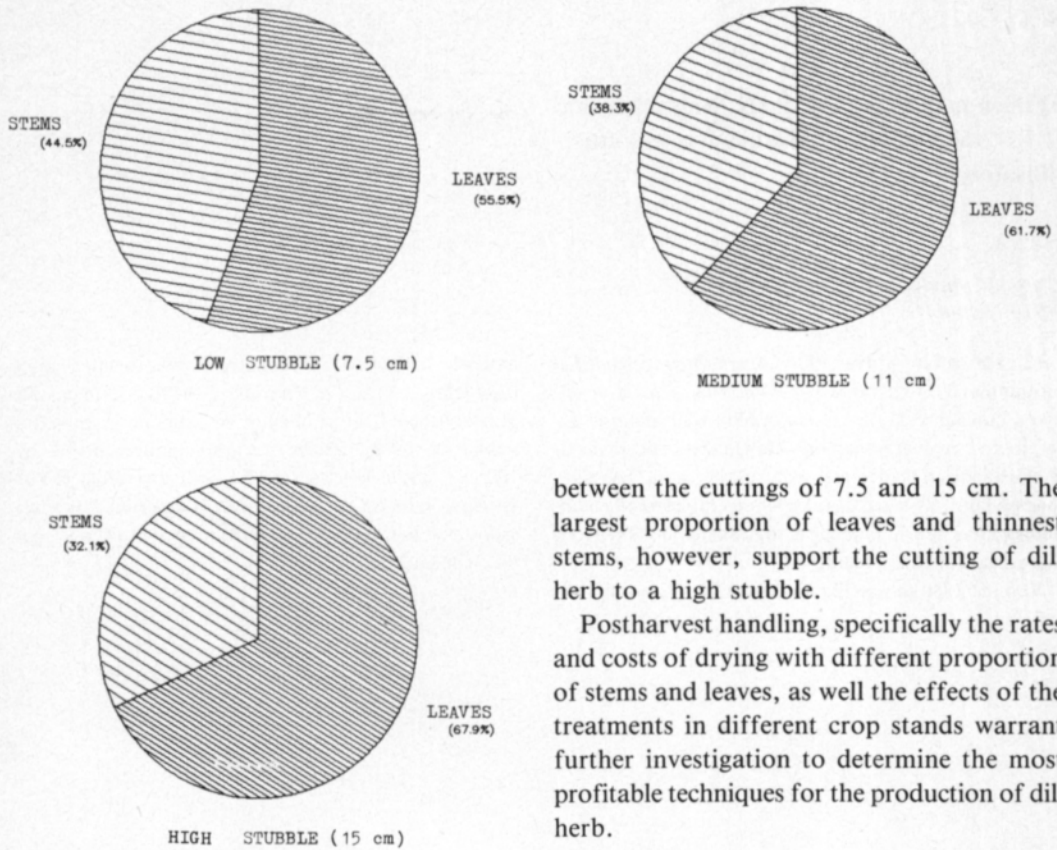 STEMS
(44.5%)
LEAVES
(55.5%)
LOW STUBBLE (7.5 cm)
STEMS
(38.3%)
LEAVES
(61.7%)
MEDIUM STUBBLE (11 cm)
STEMS
(32.1%)
LEAVES
(67.9%)
HIGH STUBBLE (15 cm)
between the cuttings of 7.5 and 15 cm. The
largest proportion of leaves and thinnest
stems, however, support the cutting of dil
herb to a high stubble.
Postharvest handling, specifically the rates
and costs of drying with different proportion
of stems and leaves, as well the effects of the
treatments in different crop stands warran
further investigation to determine the mos
profitable techniques for the production of dil
herb.